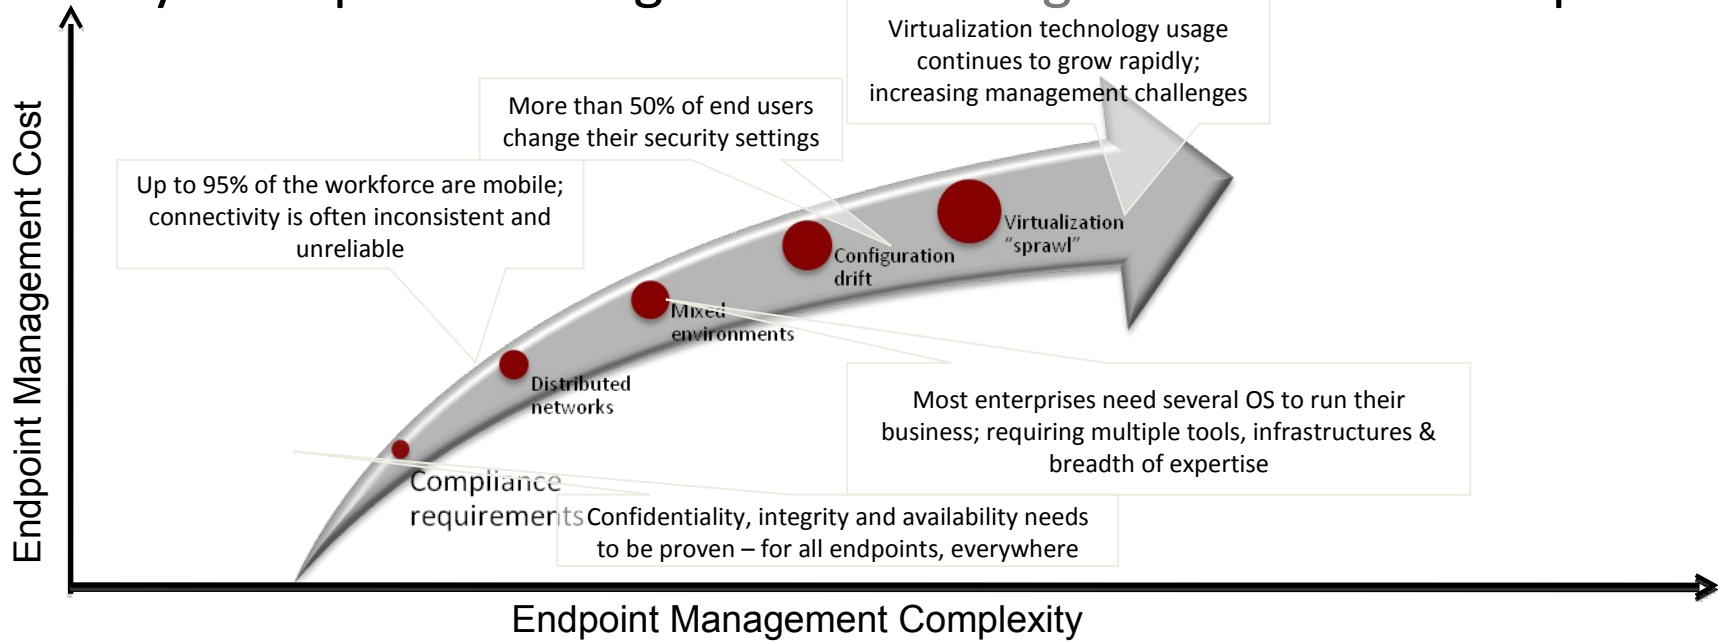 Virtualization technology usage
continues to grow rapidly;
increasing management challenges
More than 50% of end users
change their security settings
Up to 95% of the workforce are mobile;
connectivity is often inconsistent and
unreliable
Virtualization
"sprawl"
Configuration
drift
Mixed
environments
Distributed
networks
Most enterprises need several OS to run their
business; requiring multiple tools, infrastructures &
breadth of expertise
Compliance
requirements
Confidentiality, integrity and availability needs
to be proven – for all endpoints, everywhere
Endpoint Management Cost
Endpoint Management Complexity